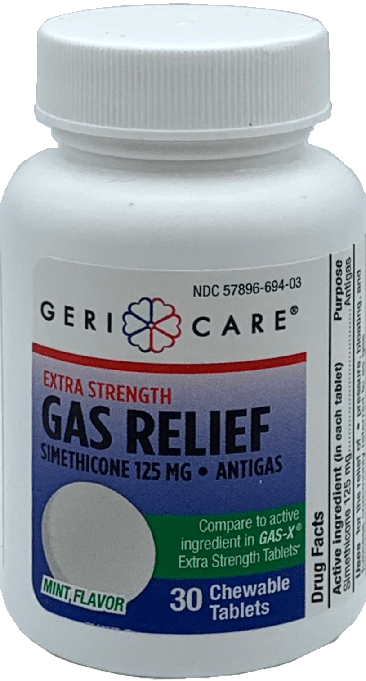 NDC 57896-694-03
GERI CARE®
EXTRA STRENGTH
GAS RELIEF
SIMETHICONE 125 MG • ANTIGAS
Compare to active
ingredient in GAS-X®
Extra Strength Tablets*
MINT FLAVOR
30 Chewable
Tablets
Drug Facts
Active ingredient (in each tablet) Purpose
Simethicone 125 mg..........Antigas
Uses for the relief of • pressure, bloating, and